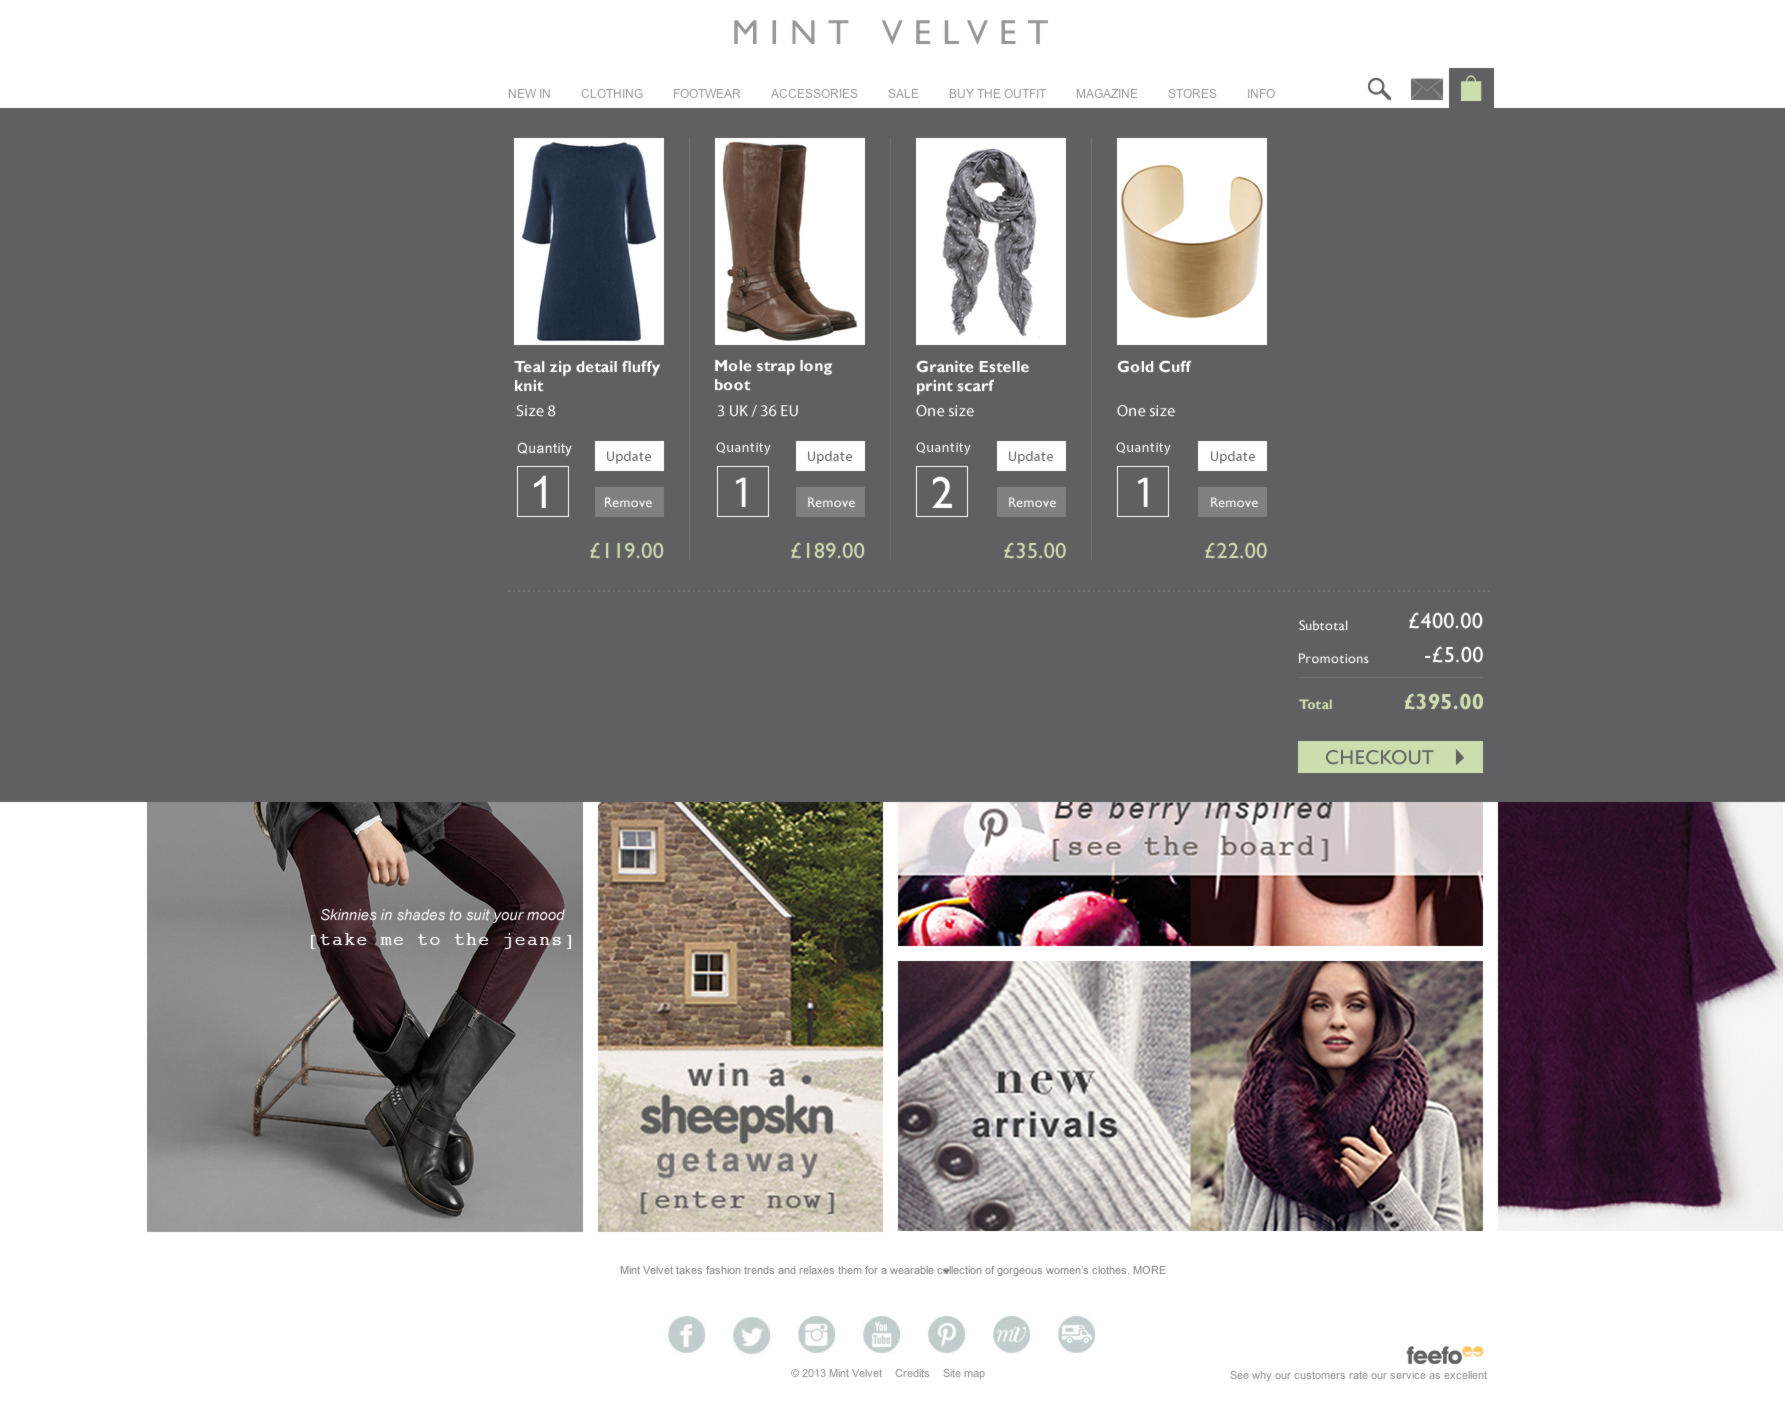 MINT VELVET
NEW IN CLOTHING FOOTWEAR ACCESSORIES SALE BUY THE OUTFIT MAGAZINE STORES INFO
Teal zip detail fluffy
knit
Size 8
Quantity
Update
1
Remove
£119.00
Mole strap long
boot
3 UK / 36 EU
Quantity
Update
1
Remove
£189.00
Granite Estelle
print scarf
One size
Quantity
Update
2
Remove
£35.00
Gold Cuff
One size
Quantity
Update
1
Remove
£22.00
Subtotal £400.00
Promotions -£5.00
Total £395.00
CHECKOUT
Skinnies in shades to suit your mood
[take me to the jeans]
win a
sheepskn
getaway
[enter now]
Be berry inspired
[see the board]
new
arrivals
Mint Velvet takes fashion trends and relaxes them for a wearable collection of gorgeous women's clothes. MORE
You
Tube
mv
© 2013 Mint Velvet Credits Site map
feefo
See why our customers rate our service as excellent